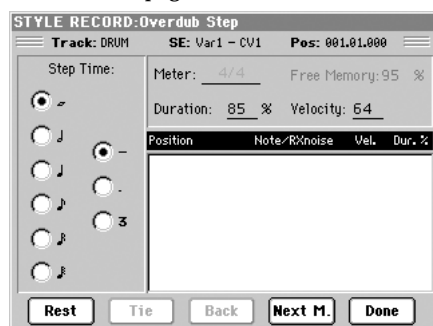 STYLE RECORD:Overdub Step
Track: DRUM SE: Var1 - CV1 Pos: 001.01.000
Step Time:
Meter: 4/4 Free Memory:95 %
Duration: 85 % Velocity: 64
Position Note/RXnoise Vel. Dur.%
-
.
3
Rest Tie Back Next M. Done